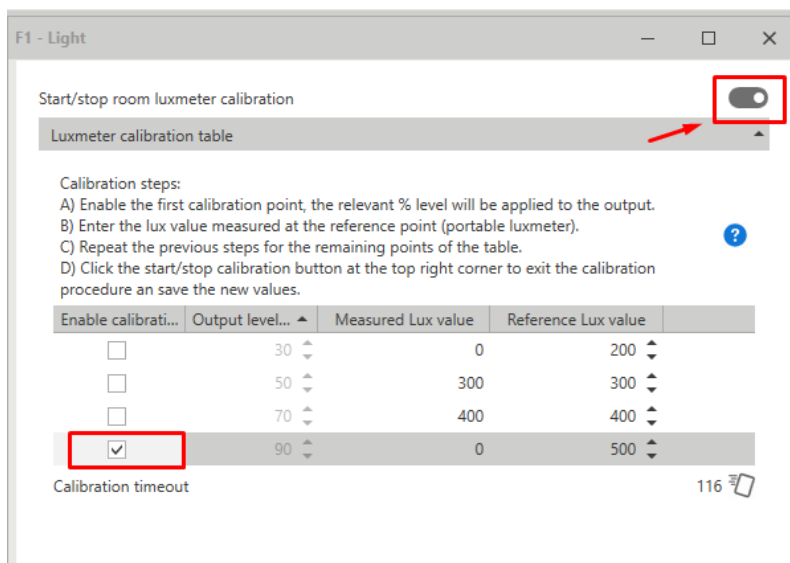 F1 - Light
Start/stop room luxmeter calibration
Luxmeter calibration table
Calibration steps:
A) Enable the first calibration point, the relevant % level will be applied to the output.
B) Enter the lux value measured at the reference point (portable luxmeter).
C) Repeat the previous steps for the remaining points of the table.
D) Click the start/stop calibration button at the top right corner to exit the calibration
procedure an save the new values.
?
Enable calibrati... Output level... Measured Lux value Reference Lux value
30 0 200
50 300 300
70 400 400
90 0 500
Calibration timeout 116